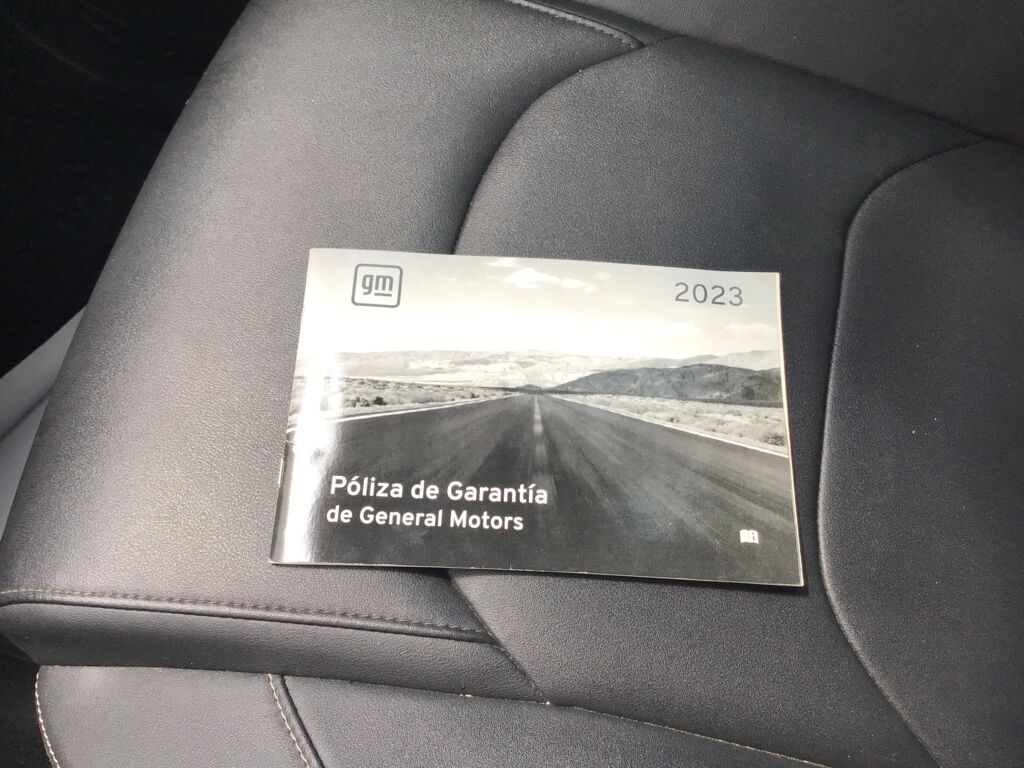 gm
2023
Póliza de Garantía
de General Motors